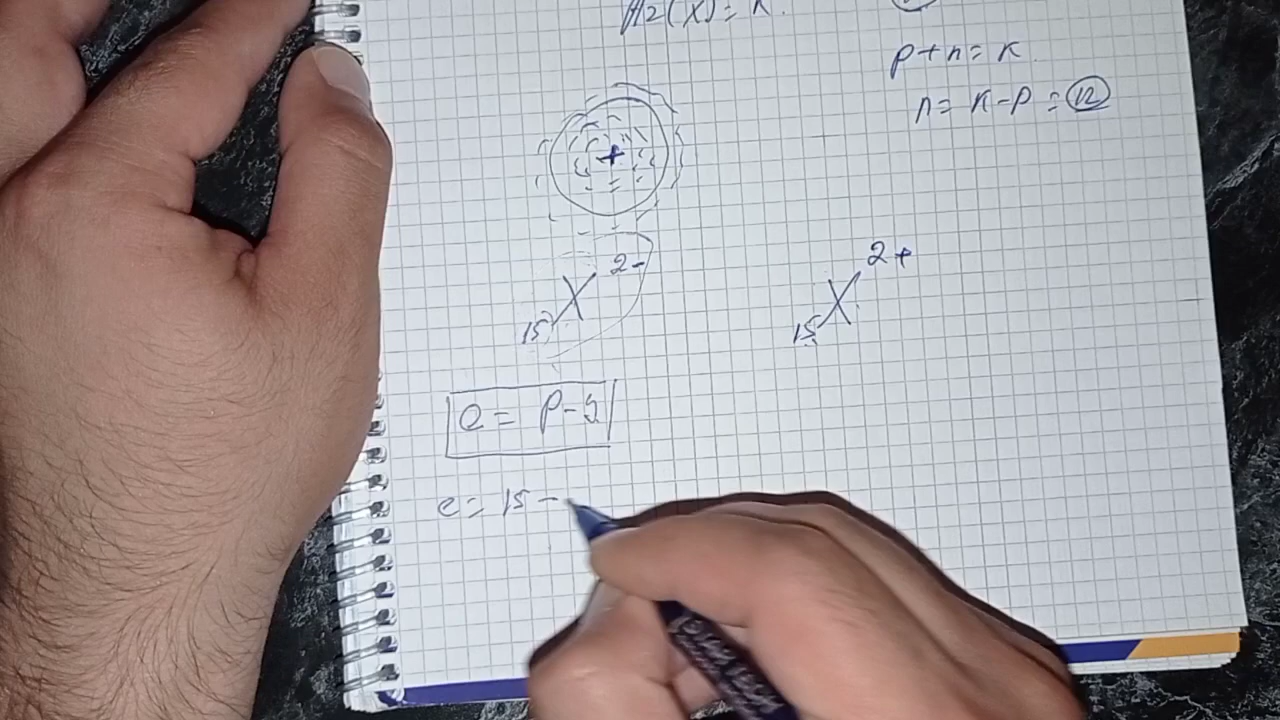 p+n=K.
n=K-p=12
X 2-
15
X 2+
15
e= p-
e= 15-